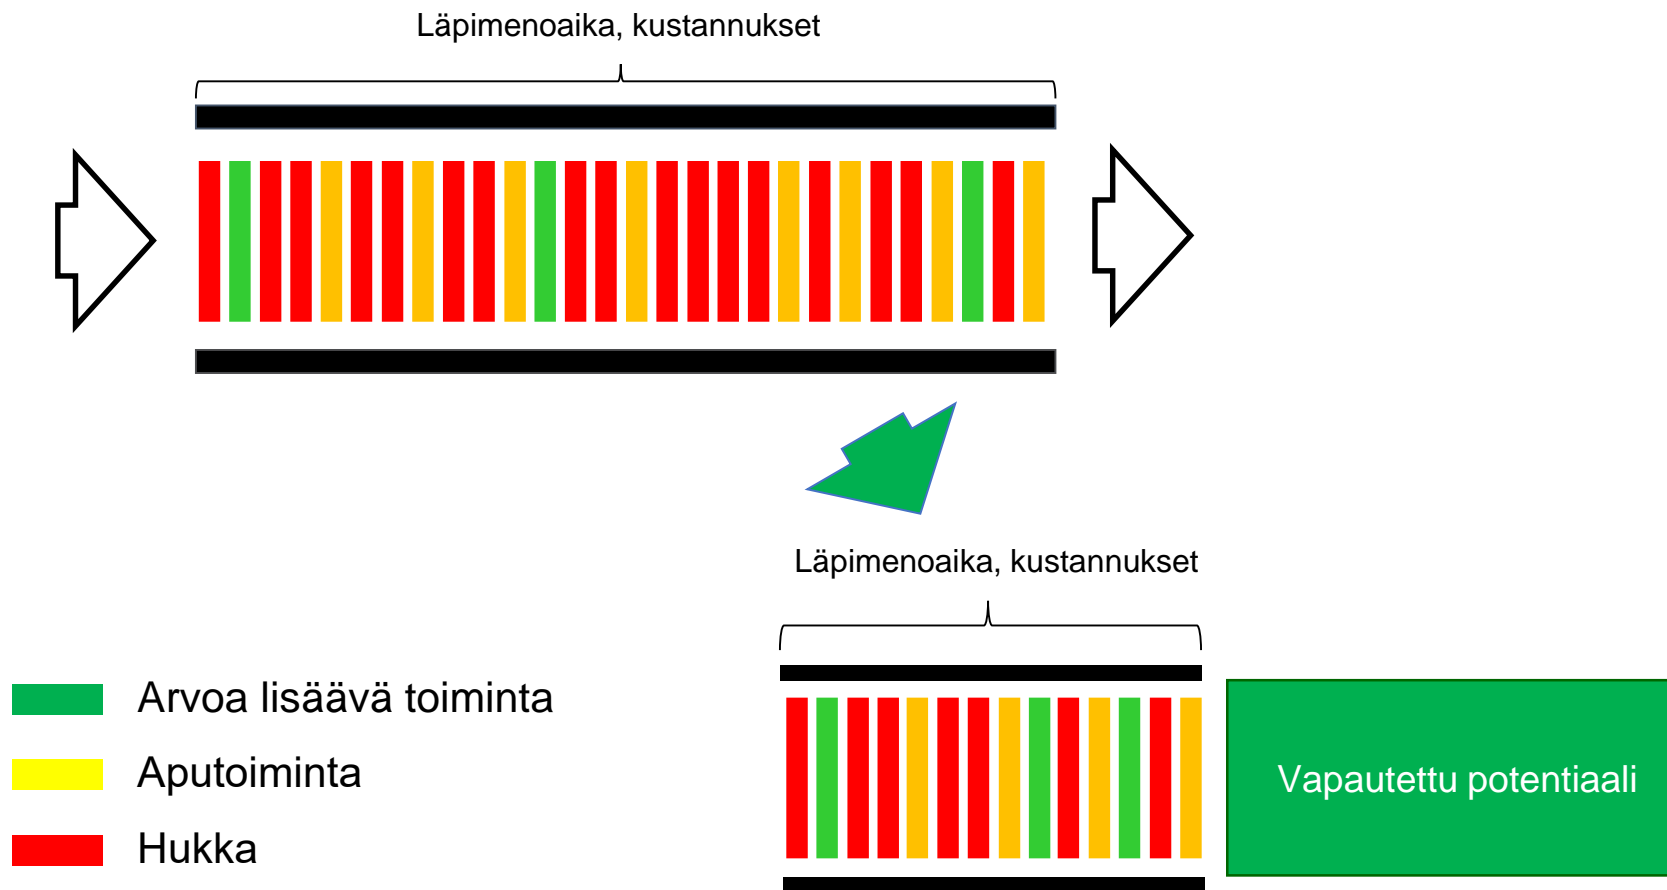 Läpimenoaika, kustannukset
Läpimenoaika, kustannukset
Arvoa lisäävä toiminta
Aputoiminta
Hukka
Vapautettu potentiaali